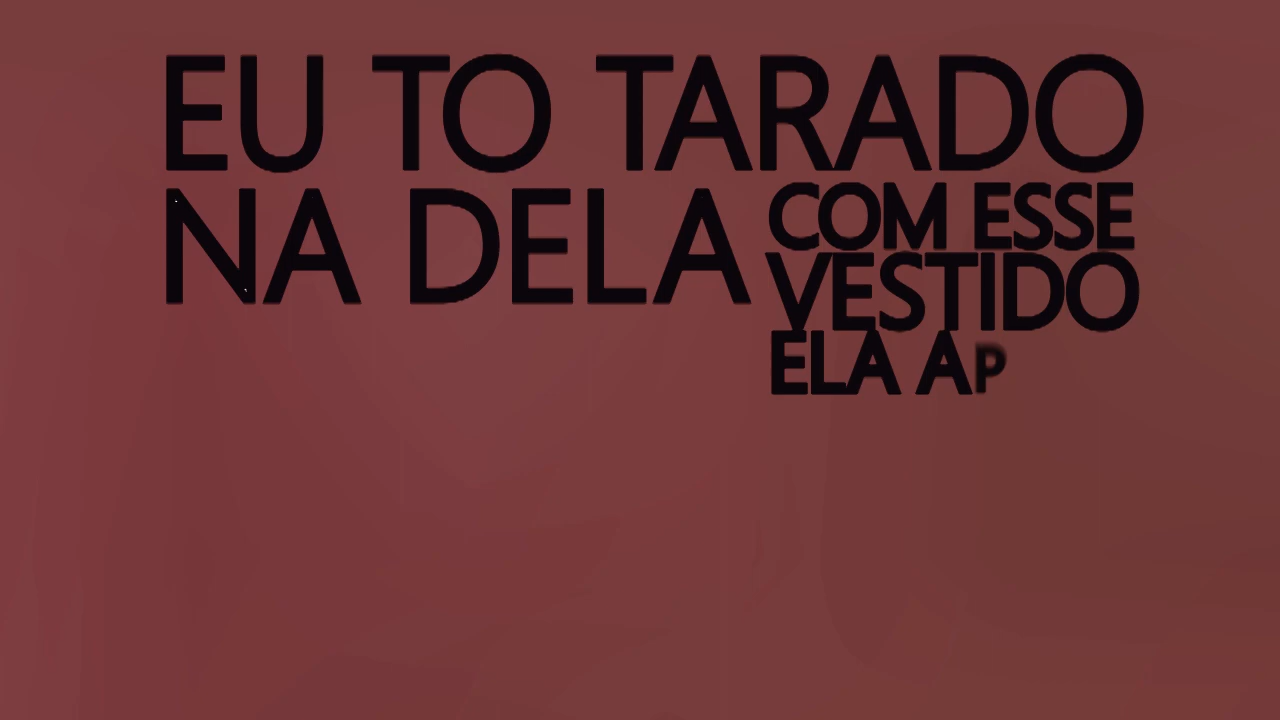 EU TO TARADO
NA DELA
COM ESSE
VESTIDO
ELA AP